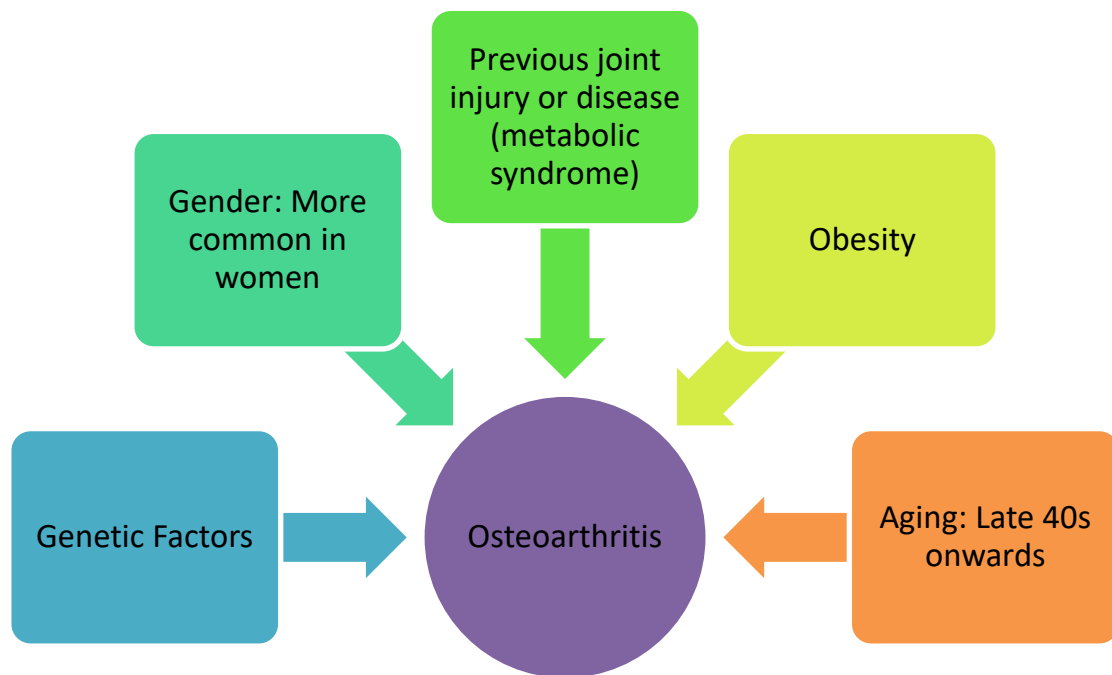 Previous joint
injury or disease
(metabolic
syndrome)
Gender: More
common in
women
Obesity
Genetic Factors
Osteoarthritis
Aging: Late 40s
onwards